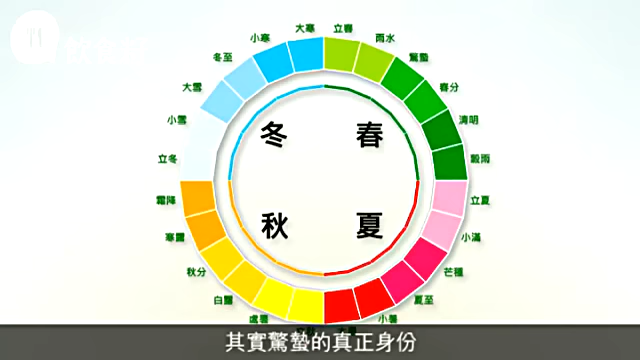 大寒
立春
小寒
雨水
冬至
驚蟄
大雪
春分
小雪
清明
立冬
穀雨
冬
春
秋
夏
霜降
立夏
寒露
小滿
秋分
芒種
白露
夏至
處暑
小暑
其實驚蟄的真正身份